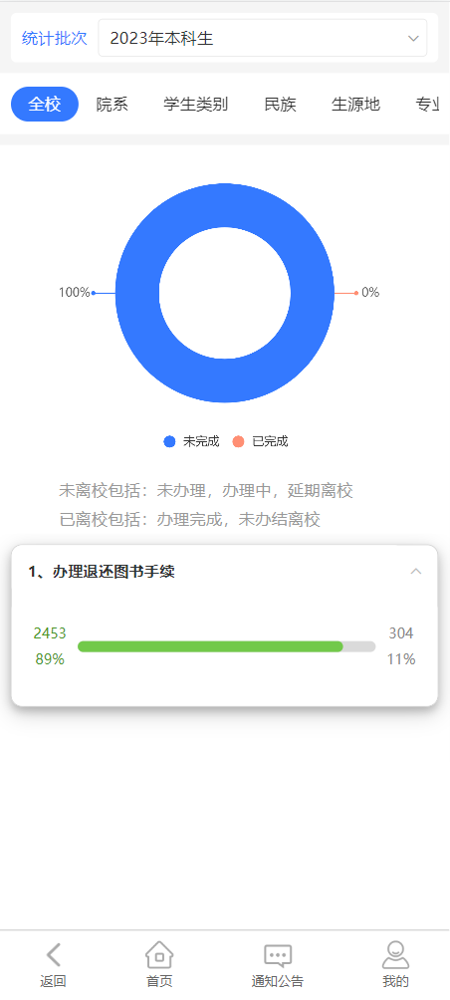 统计批次 2023年本科生
全校 院系 学生类别 民族 生源地 专业
100% 0%
未完成 已完成
未离校包括：未办理，办理中，延期离校
已离校包括：办理完成，未办结离校
1、办理退还图书手续
2453 304
89% 11%
返回 首页 通知公告 我的